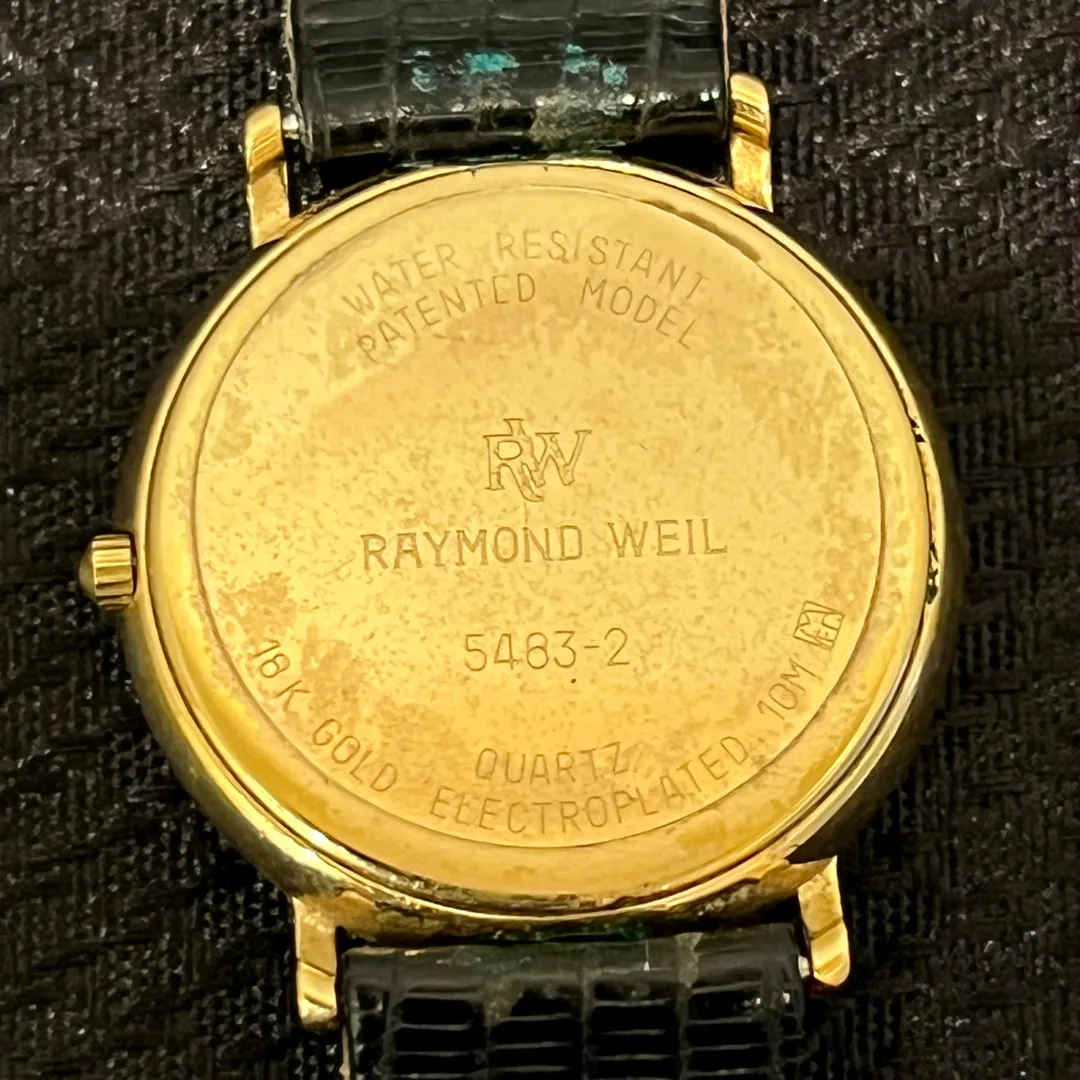 WATER RESISTANT
PATENTED MODEL
RW
RAYMOND WEIL
5483-2
QUARTZ
18 K GOLD ELECTROPLATED 10M